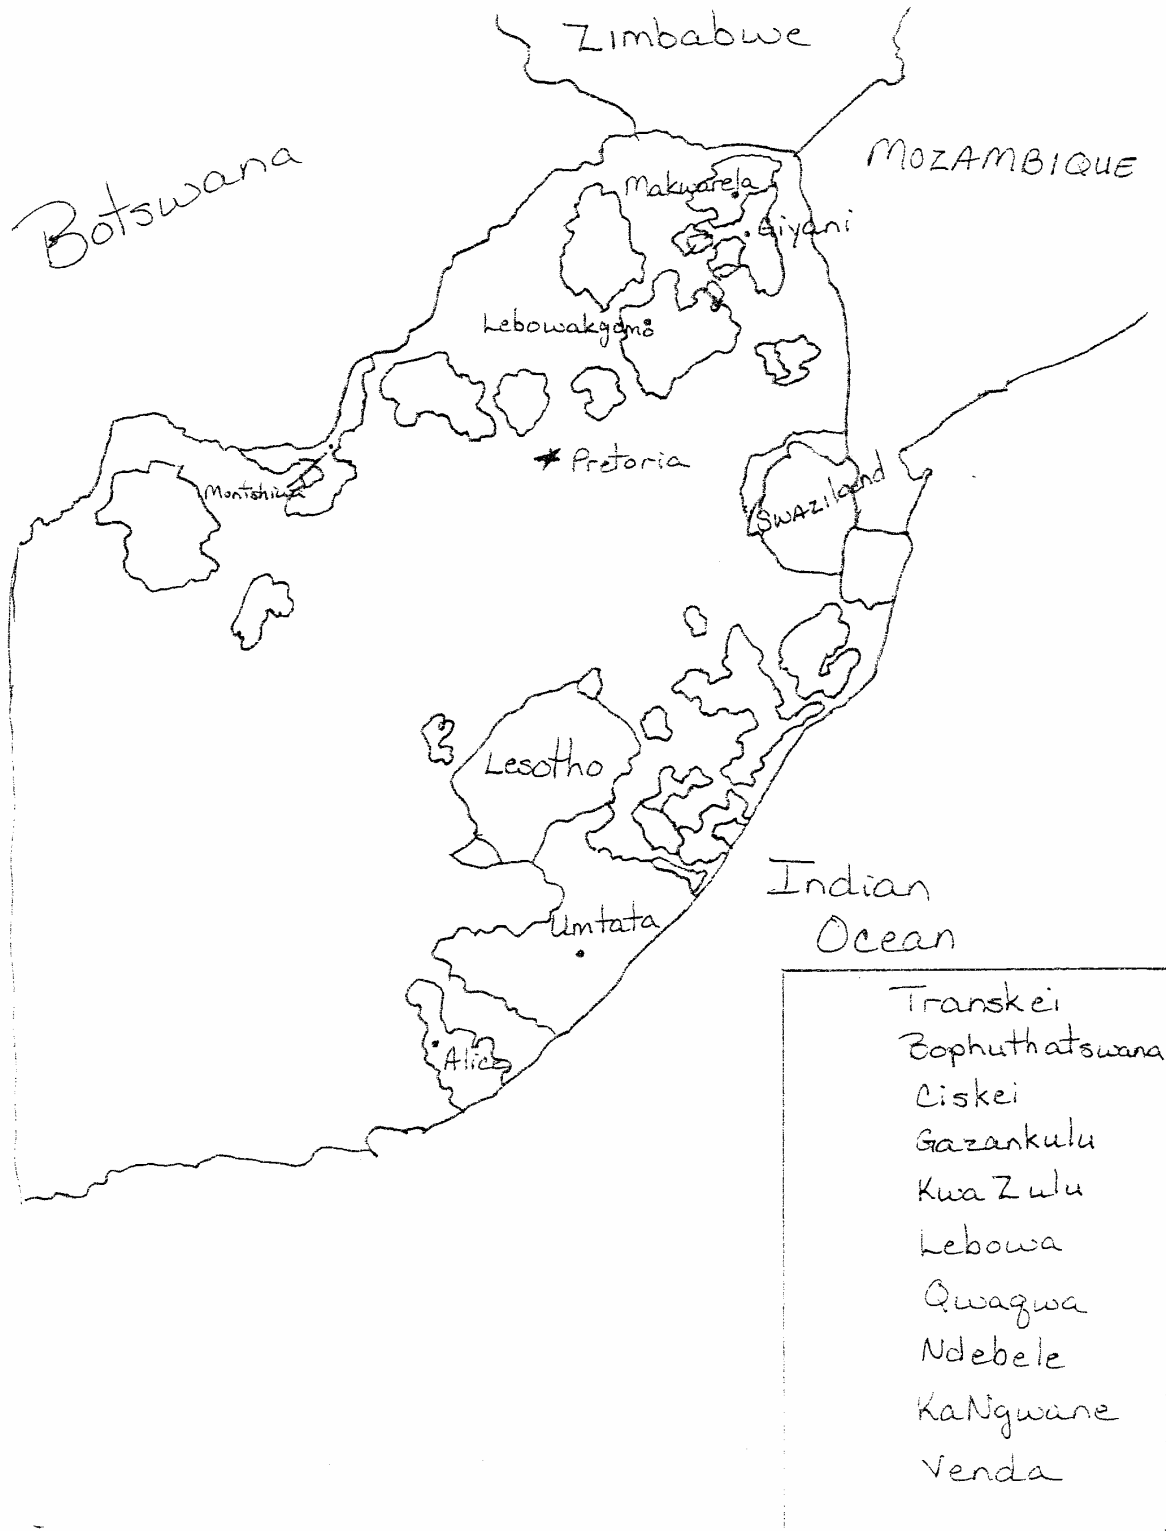 Zimbabwe
MOZAMBIQUE
Botswana
Makwarela
Giyani
Lebowakgomo
Pretoria
Montshiwa
Swaziland
Lesotho
Indian
Ocean
Umtata
Alice
Transkei
Bophuthatswana
Ciskei
Gazankulu
KwaZulu
Lebowa
Qwaqwa
Ndebele
KaNgwane
Venda